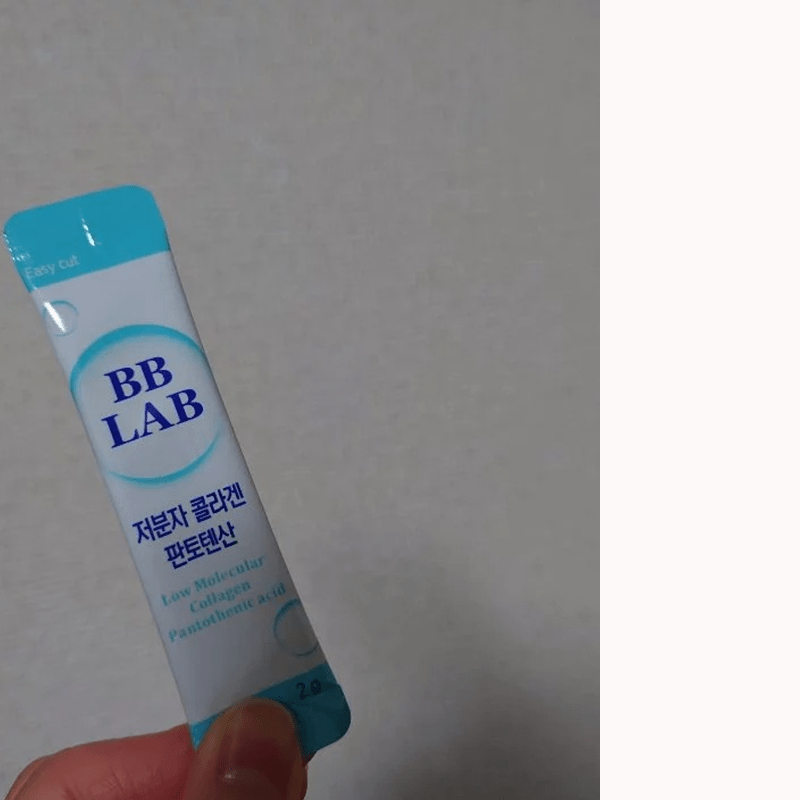 Easy cut
BB
LAB
저분자 콜라겐
판토텐산
Low Molecular
Collagen
Pantothenic acid
2g